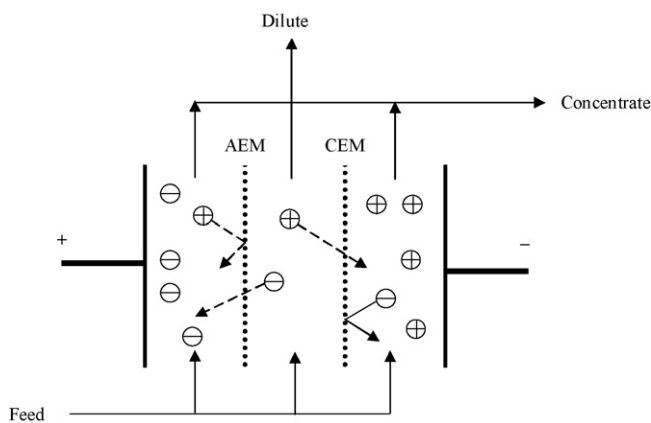 Dilute
Concentrate
AEM CEM
+
−
Feed